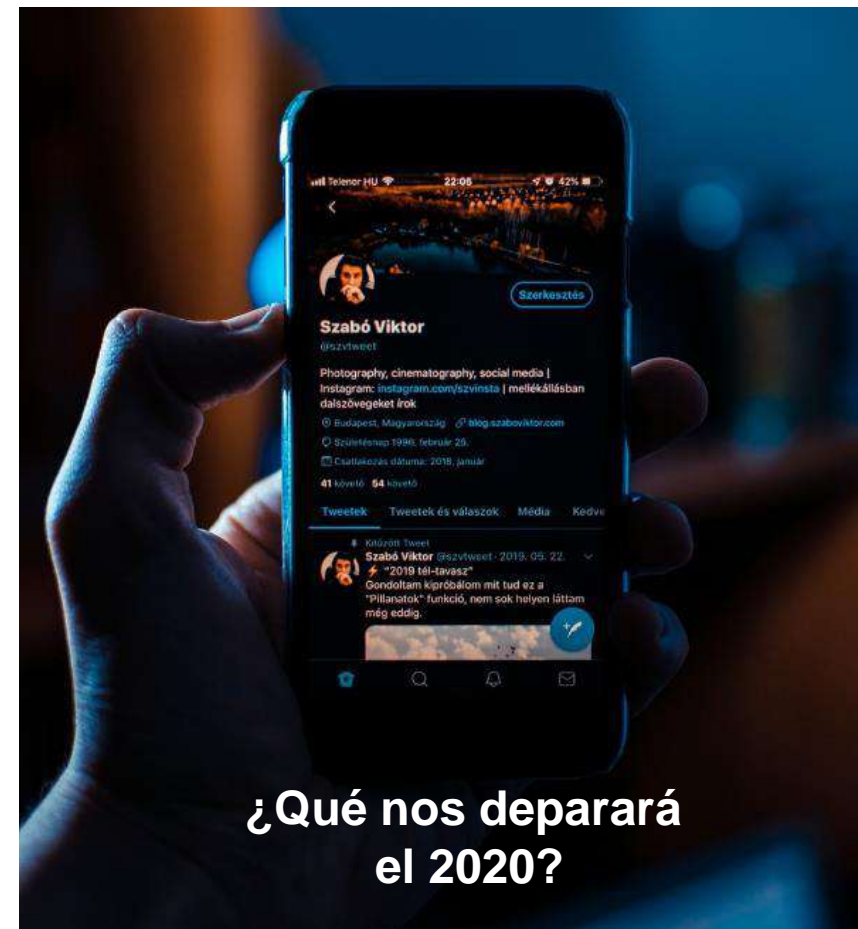 Telenor HU 22:05 42%
Szerkesztés
Szabó Viktor
@szvtweet
Photography, cinematography, social media |
Instagram: instagram.com/szvinsta | mellékállásban
dalszövegeket írok
Budapest, Magyarország blog.szaboviktor.com
Születésnap 1996. február 26.
Csatlakozás dátuma: 2018. január
41 követő 54 követő
Tweetek Tweetek és válaszok Média Kedve
Kitűzött Tweet
Szabó Viktor @szvtweet · 2019. 05. 22.
"2019 tél-tavasz"
Gondoltam kipróbálom mit tud ez a
"Pillanatok" funkció, nem sok helyen láttam
még eddig.
¿Qué nos deparará
el 2020?